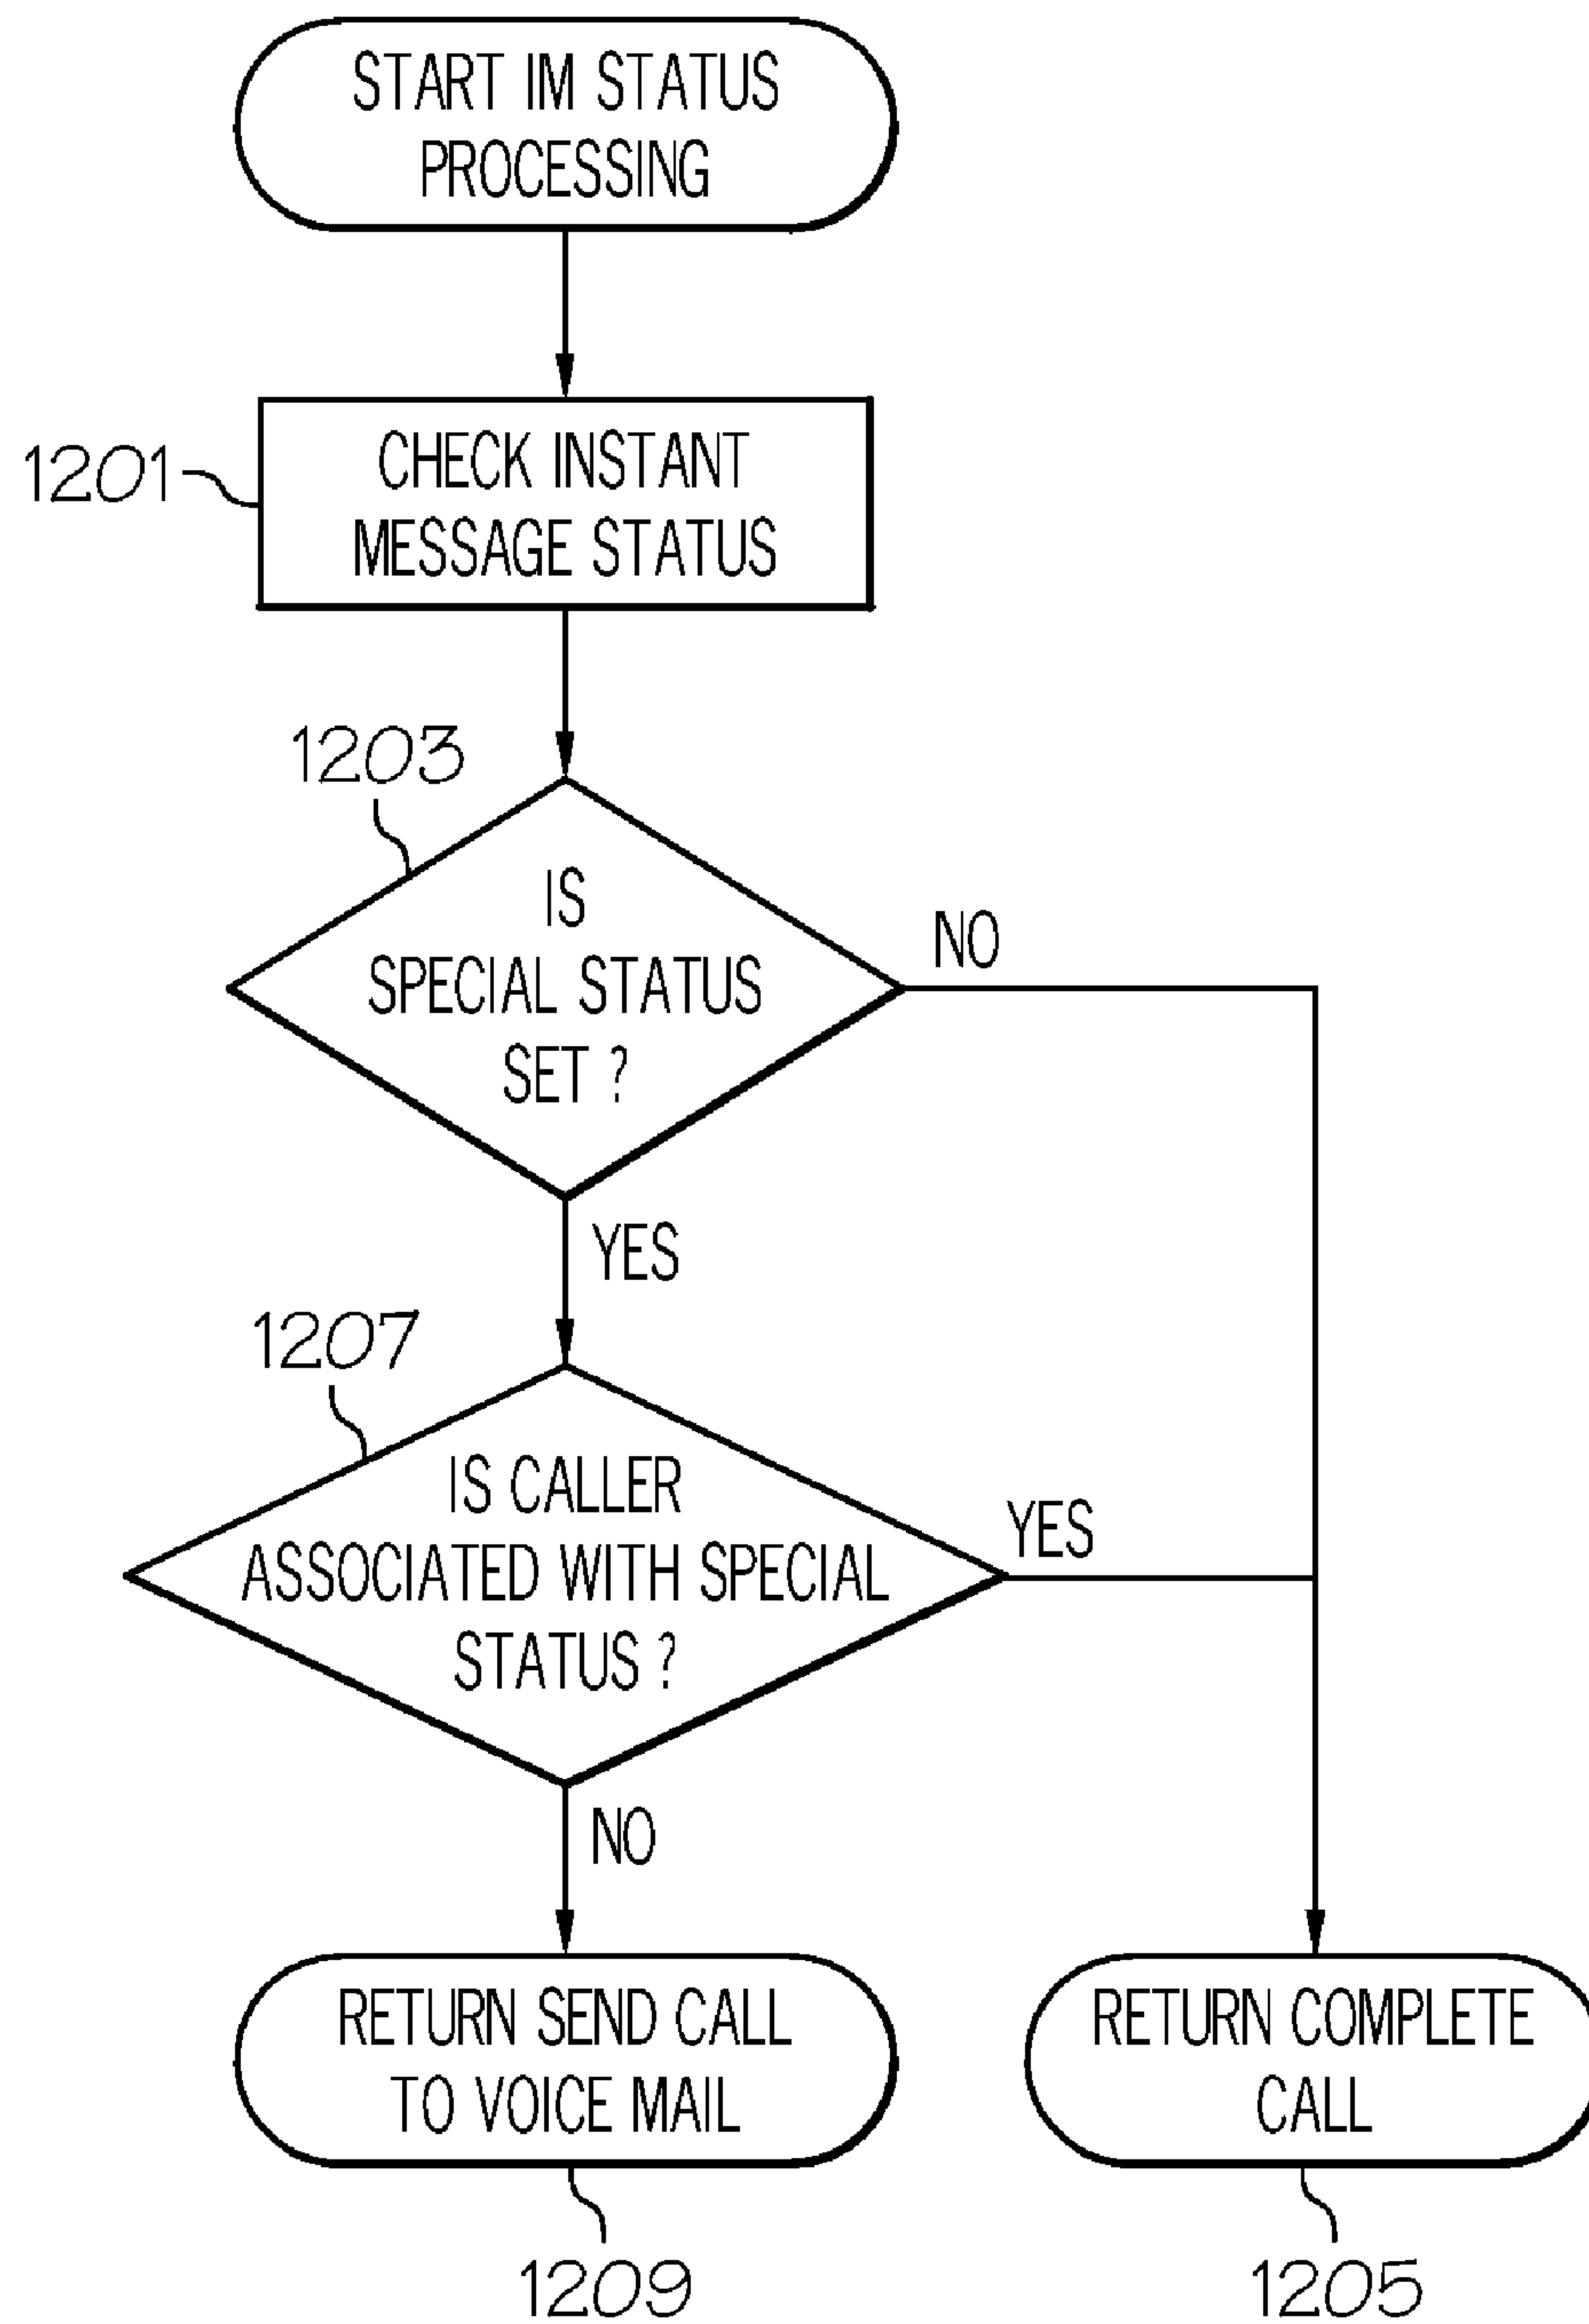 START IM STATUS
PROCESSING
1201
CHECK INSTANT
MESSAGE STATUS
1203
IS
SPECIAL STATUS
SET ?
NO
YES
1207
IS CALLER
ASSOCIATED WITH SPECIAL
STATUS ?
YES
NO
RETURN SEND CALL
TO VOICE MAIL
RETURN COMPLETE
CALL
1209
1205